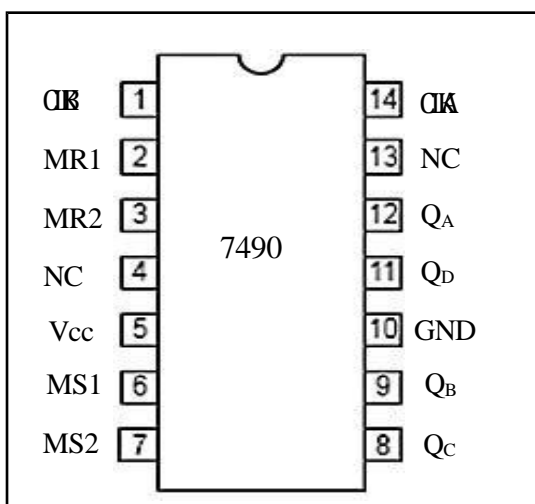 1 14
MR1 2 13 NC
MR2 3 12 QA
7490
NC 4 11 QD
Vcc 5 10 GND
MS1 6 9 QB
MS2 7 8 QC